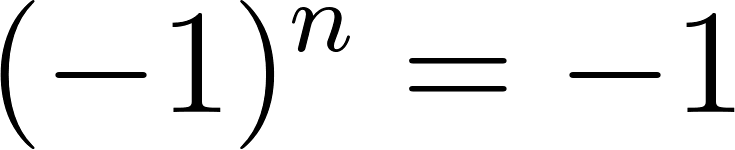 $(-1)^n = -1$